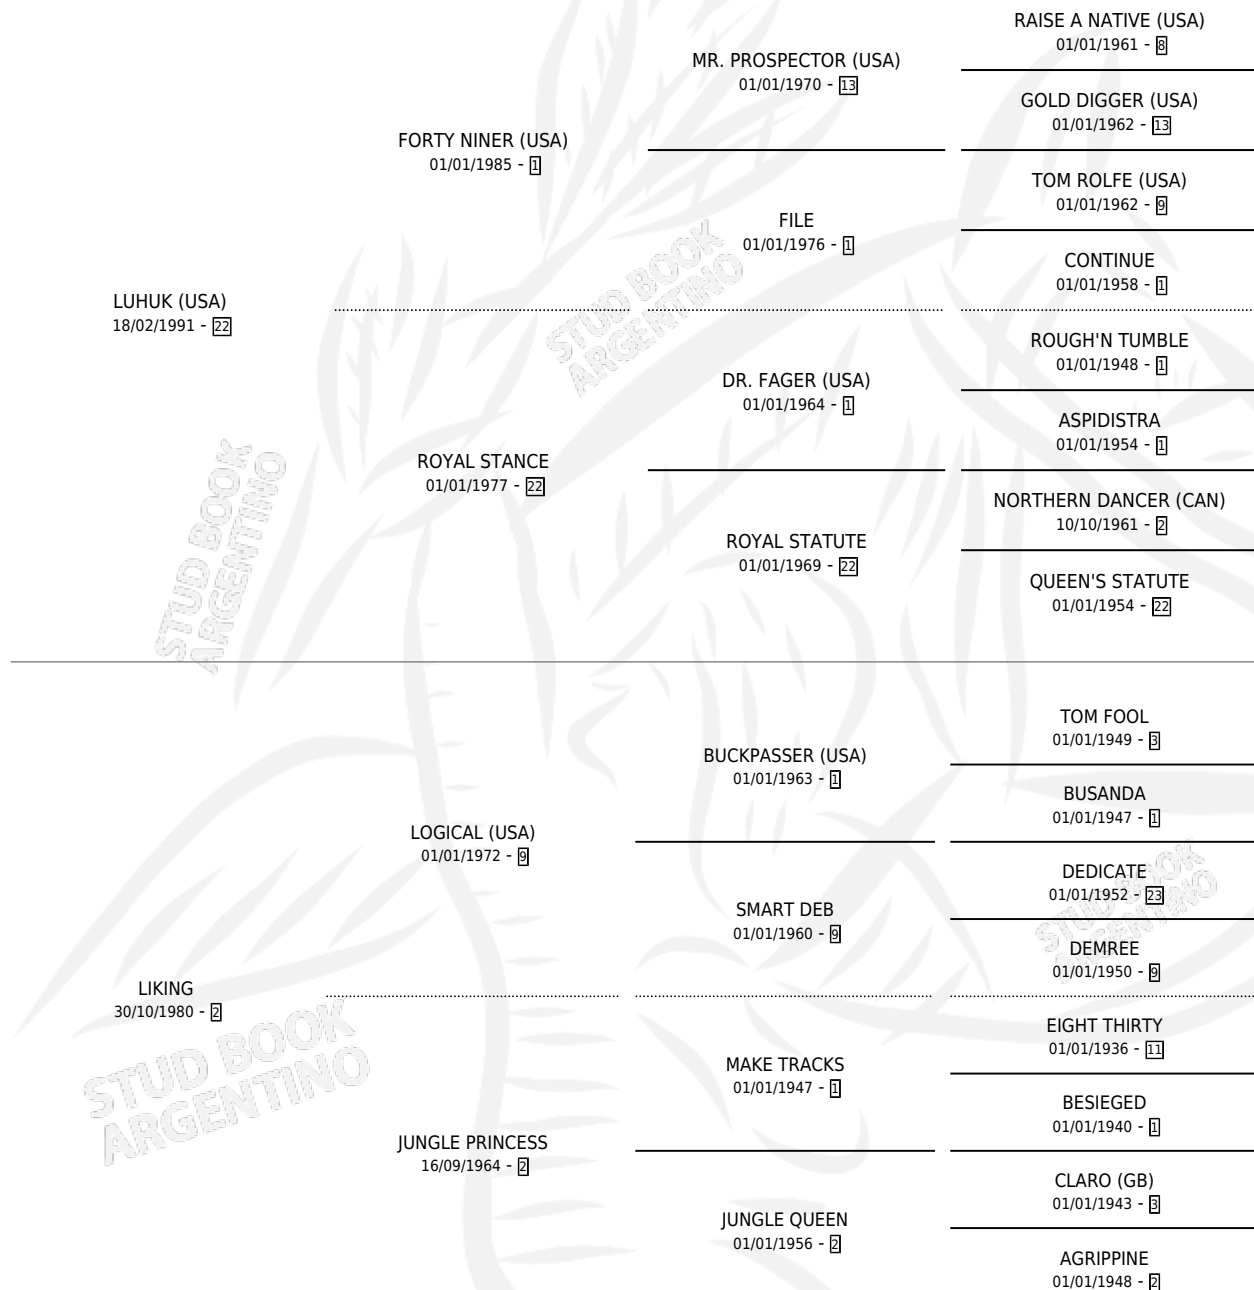 RAISE A NATIVE (USA)
01/01/1961 - 8
MR. PROSPECTOR (USA)
01/01/1970 - 13
GOLD DIGGER (USA)
01/01/1962 - 13
FORTY NINER (USA)
01/01/1985 - 1
TOM ROLFE (USA)
01/01/1962 - 9
FILE
01/01/1976 - 1
CONTINUE
01/01/1958 - 1
LUHUK (USA)
18/02/1991 - 22
ROUGH'N TUMBLE
01/01/1948 - 1
DR. FAGER (USA)
01/01/1964 - 1
ASPIDISTRA
01/01/1954 - 1
ROYAL STANCE
01/01/1977 - 22
NORTHERN DANCER (CAN)
10/10/1961 - 2
ROYAL STATUTE
01/01/1969 - 22
QUEEN'S STATUTE
01/01/1954 - 22
TOM FOOL
01/01/1949 - 3
BUCKPASSER (USA)
01/01/1963 - 1
BUSANDA
01/01/1947 - 1
LOGICAL (USA)
01/01/1972 - 9
DEDICATE
01/01/1952 - 23
SMART DEB
01/01/1960 - 9
DEMREE
01/01/1950 - 9
LIKING
30/10/1980 - 2
EIGHT THIRTY
01/01/1936 - 11
MAKE TRACKS
01/01/1947 - 1
BESIEGED
01/01/1940 - 1
JUNGLE PRINCESS
16/09/1964 - 2
CLARO (GB)
01/01/1943 - 3
JUNGLE QUEEN
01/01/1956 - 2
AGRIPPINE
01/01/1948 - 2
STUD BOOK
ARGENTINO
STUD BOOK
ARGENTINO
STUD BOOK
ARGENTINO
STUD BOOK
ARGENTINO